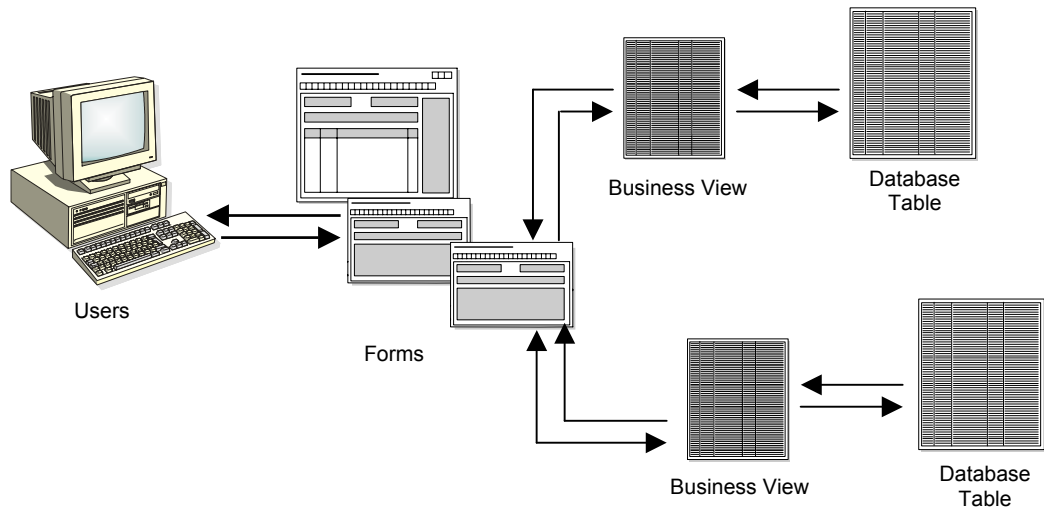 Business View
Database
Table
Users
Forms
Business View
Database
Table